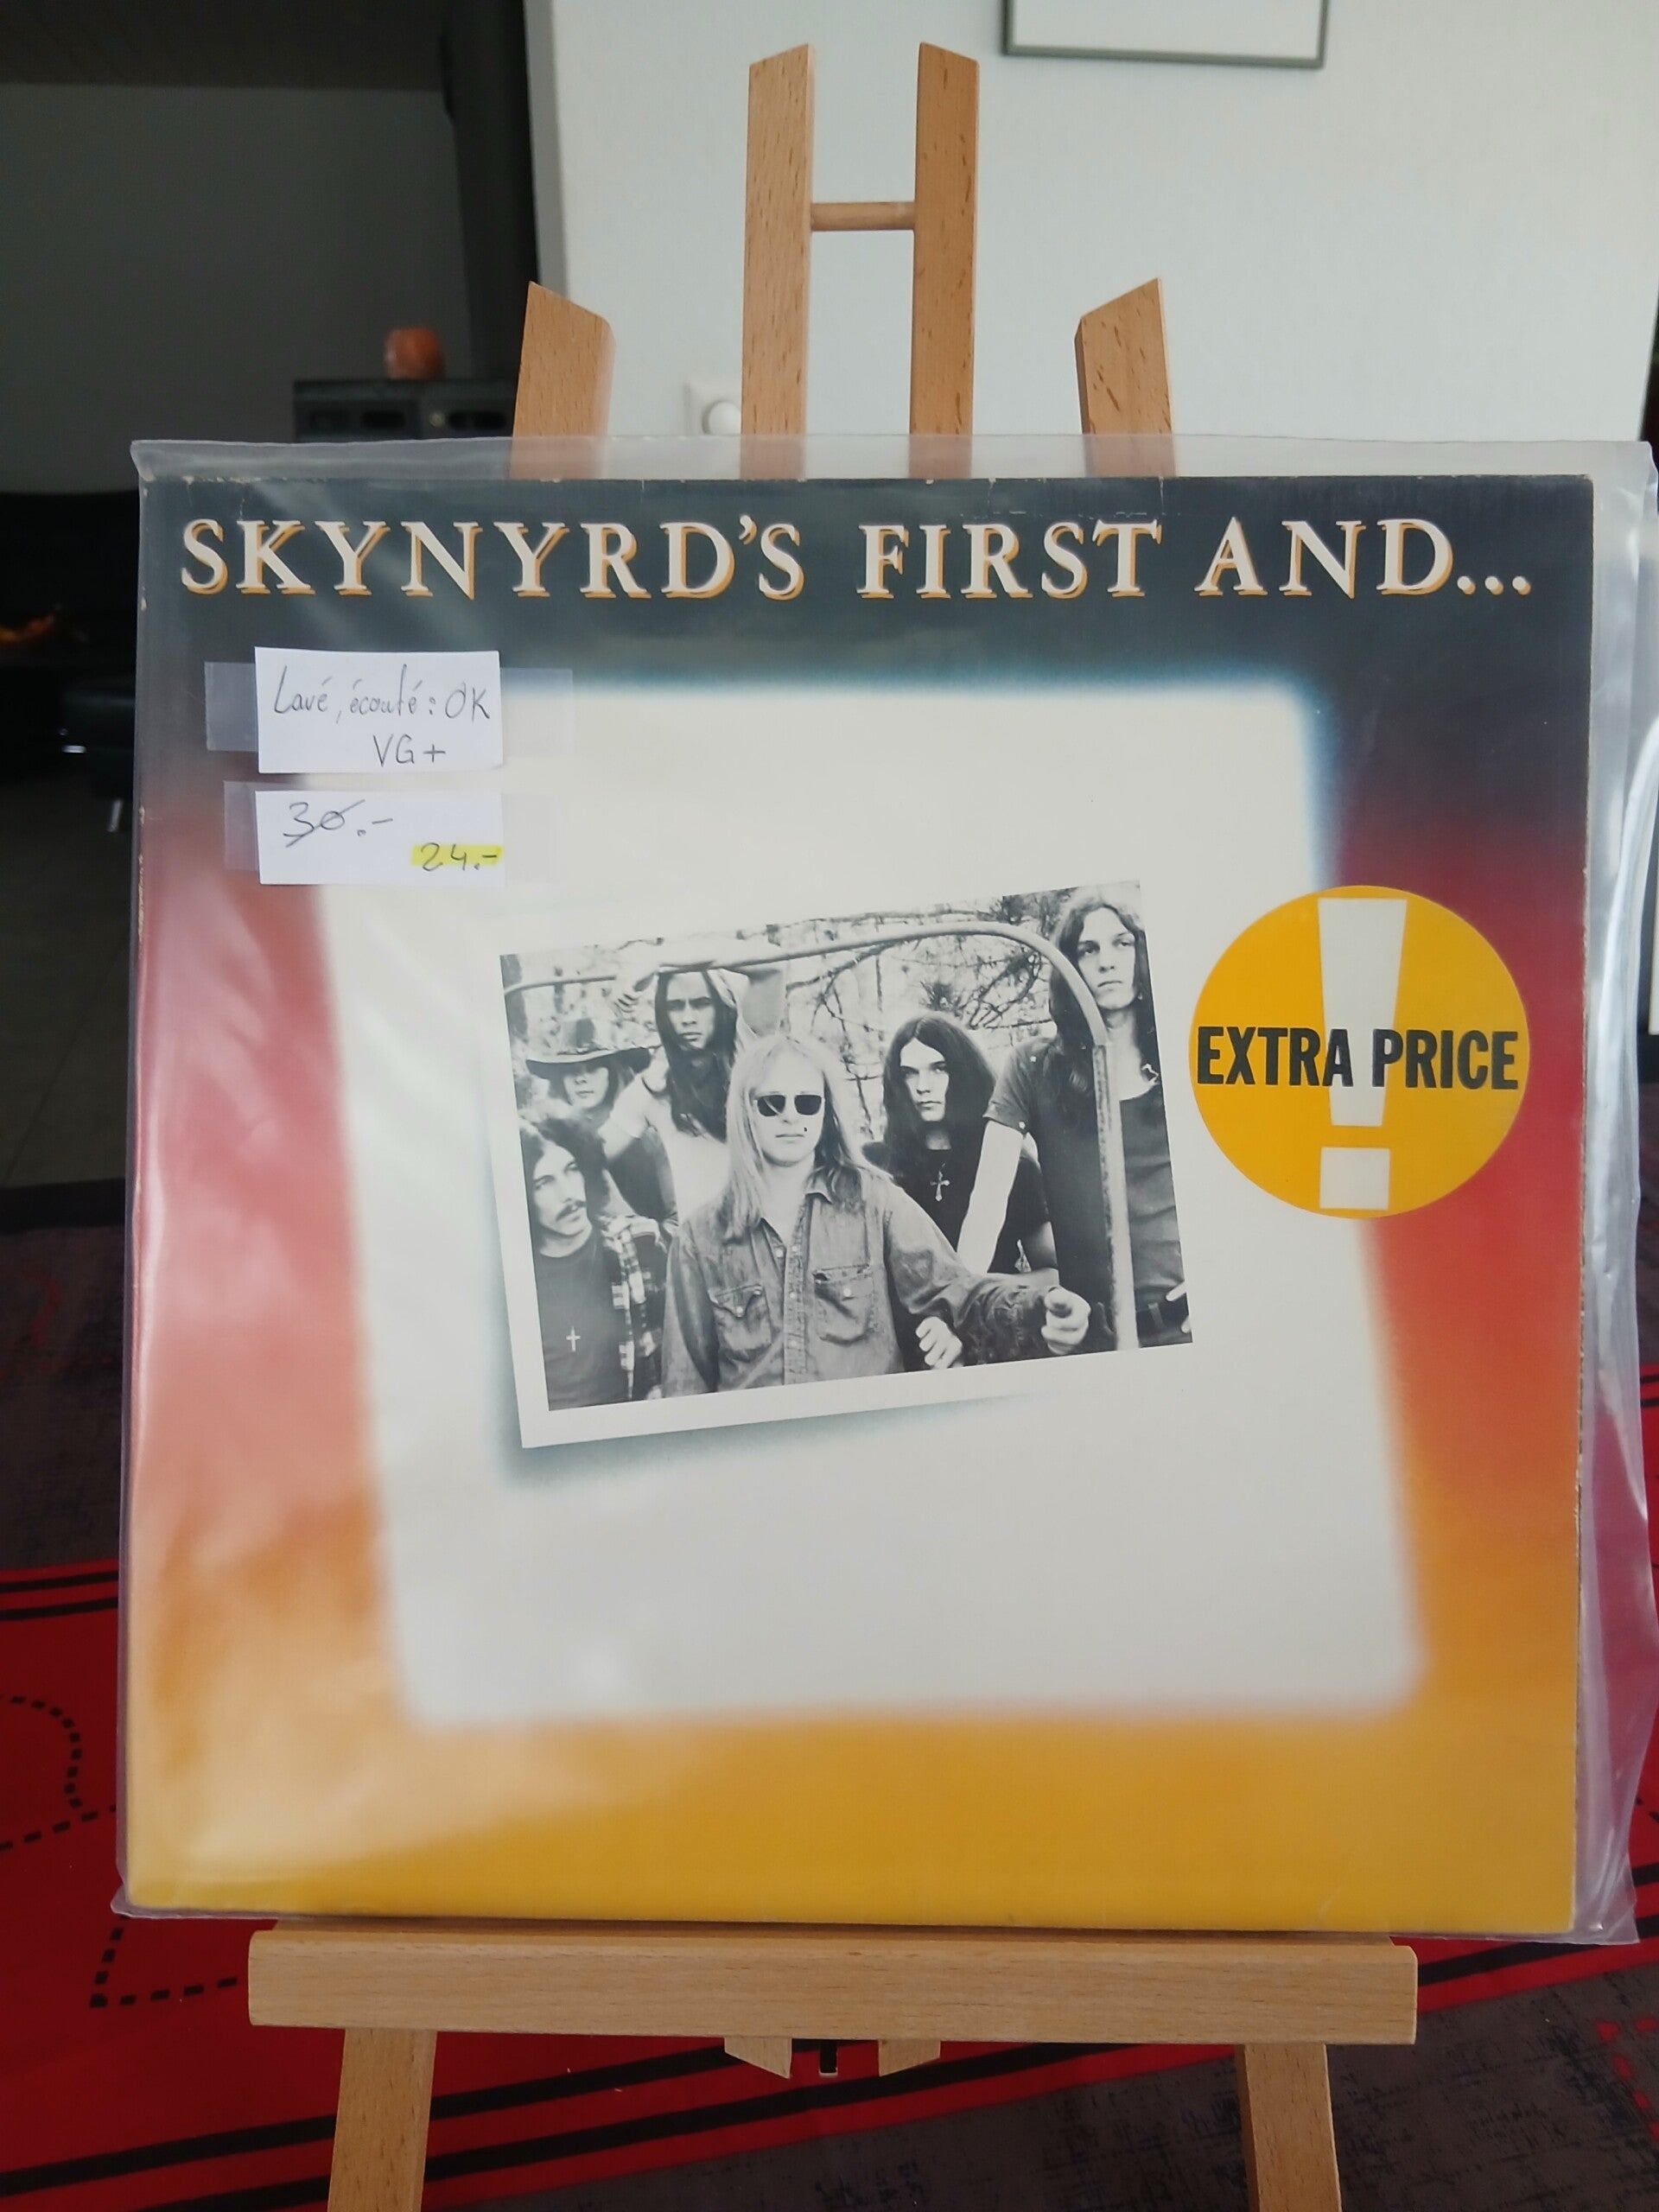 SKYNYRD'S FIRST AND...
Lavé, écouté : OK
VG+
30.-
24.-
EXTRA PRICE